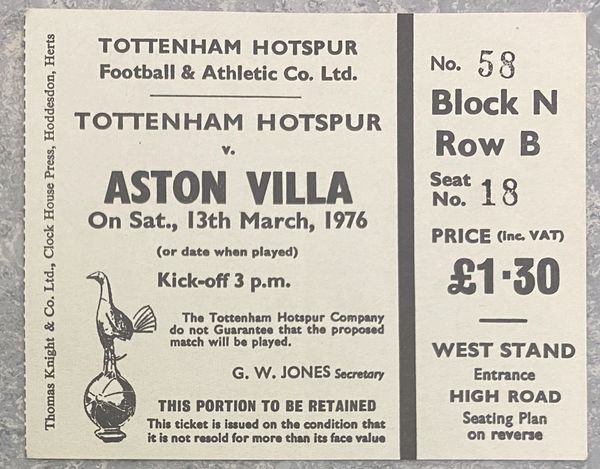 Thomas Knight & Co. Ltd., Clock House Press, Hoddesdon, Herts
TOTTENHAM HOTSPUR
Football & Athletic Co. Ltd.
TOTTENHAM HOTSPUR
v.
ASTON VILLA
On Sat., 13th March, 1976
(or date when played)
Kick-off 3 p.m.
The Tottenham Hotspur Company
do not Guarantee that the proposed
match will be played.
G. W. JONES Secretary
THIS PORTION TO BE RETAINED
This ticket is issued on the condition that
it is not resold for more than its face value
No. 58
Block N
Row B
Seat
No. 18
PRICE (inc. VAT)
£1·30
WEST STAND
Entrance
HIGH ROAD
Seating Plan
on reverse